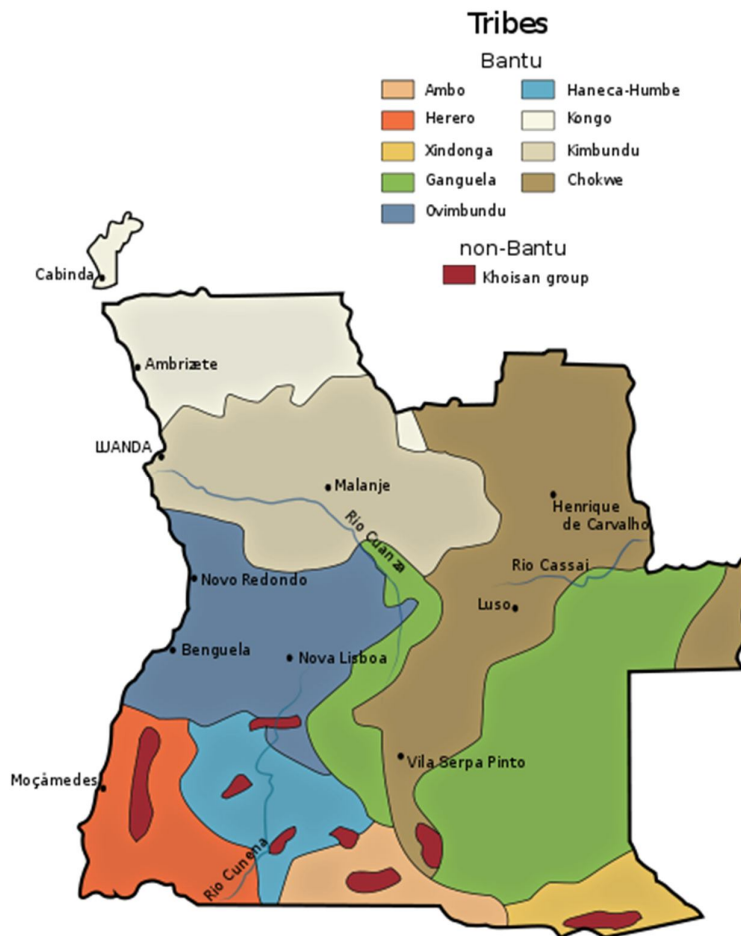 Tribes
Bantu
Ambo
Haneca-Humbe
Herero
Kongo
Xindonga
Kimbundu
Ganguela
Chokwe
Ovimbundu
non-Bantu
Khoisan group
Cabinda
Ambrizete
LUANDA
Malanje
Henrique
de Carvalho
Rio Cuanza
Rio Cassai
Novo Redondo
Luso
Benguela
Nova Lisboa
Vila Serpa Pinto
Moçâmedes
Rio Cunena